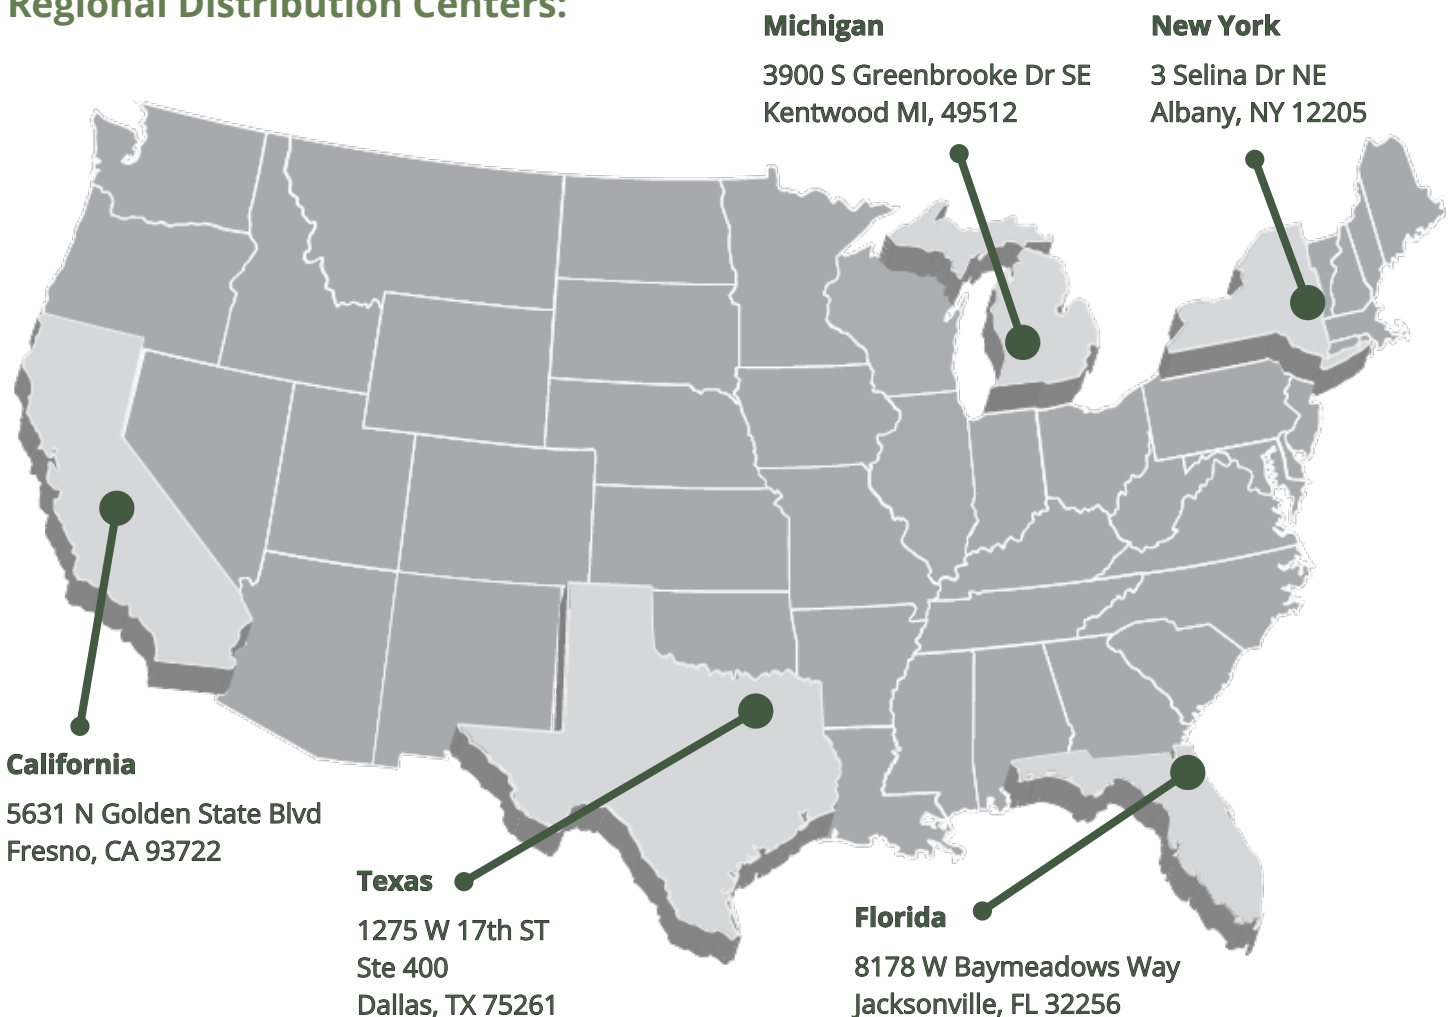 Regional Distribution Centers:
Michigan
3900 S Greenbrooke Dr SE
Kentwood MI, 49512
New York
3 Selina Dr NE
Albany, NY 12205
California
5631 N Golden State Blvd
Fresno, CA 93722
Texas
1275 W 17th ST
Ste 400
Dallas, TX 75261
Florida
8178 W Baymeadows Way
Jacksonville, FL 32256